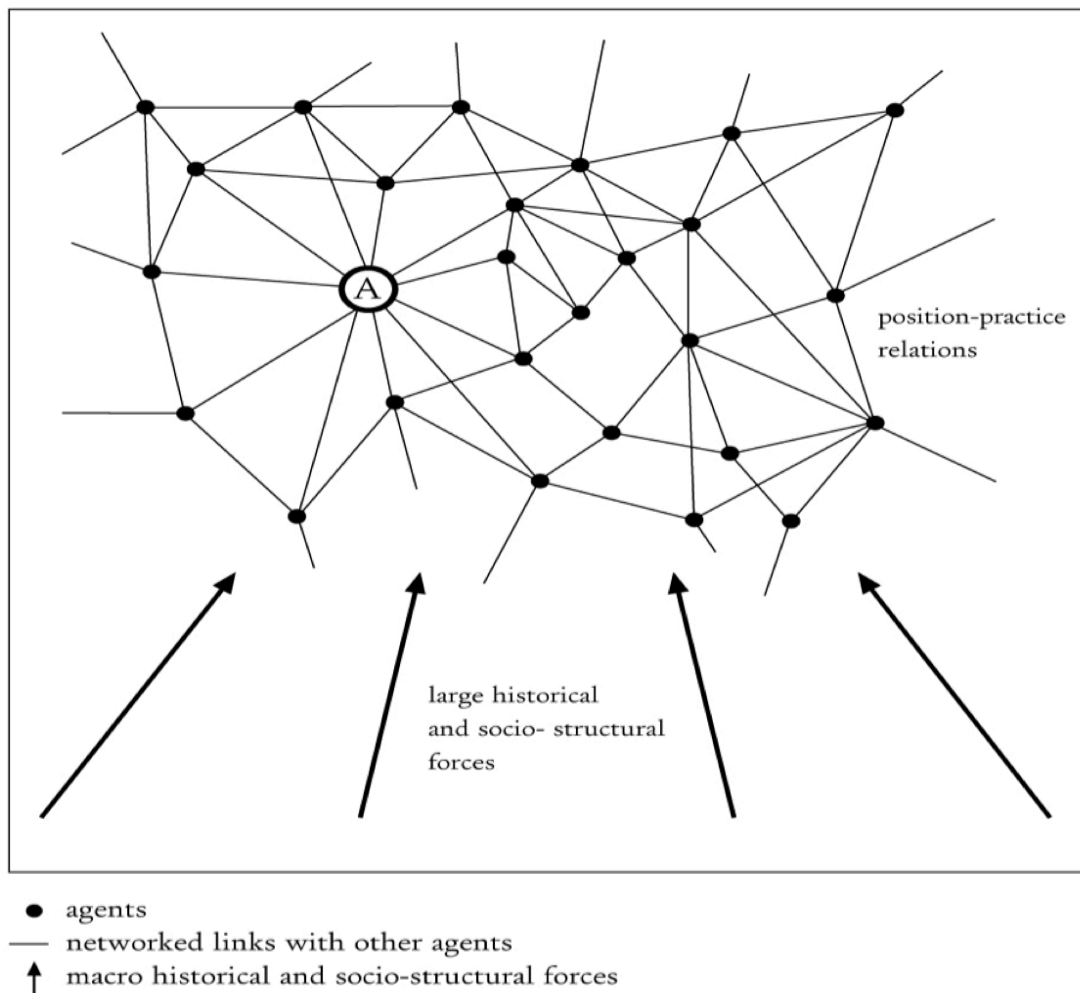 A
position-practice
relations
large historical
and socio- structural
forces
agents
networked links with other agents
macro historical and socio-structural forces